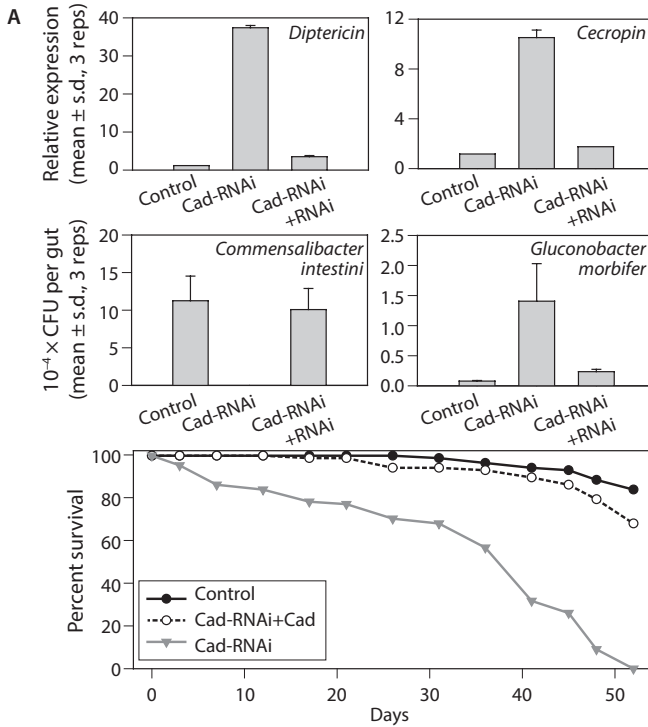 A
Relative expression
(mean ± s.d., 3 reps)
40
30
20
10
0
Diptericin
Control
Cad-RNAi
Cad-RNAi
+RNAi
12
8
4
0
Cecropin
Control
Cad-RNAi
Cad-RNAi
+RNAi
10⁻⁴ × CFU per gut
(mean ± s.d., 3 reps)
20
15
10
5
0
Commensalibacter
intestini
Control
Cad-RNAi
Cad-RNAi
+RNAi
2.5
2.0
1.5
1.0
0.5
0.0
Gluconobacter
morbifer
Control
Cad-RNAi
Cad-RNAi
+RNAi
Percent survival
100
80
60
40
20
0
Control
Cad-RNAi+Cad
Cad-RNAi
0 10 20 30 40 50
Days